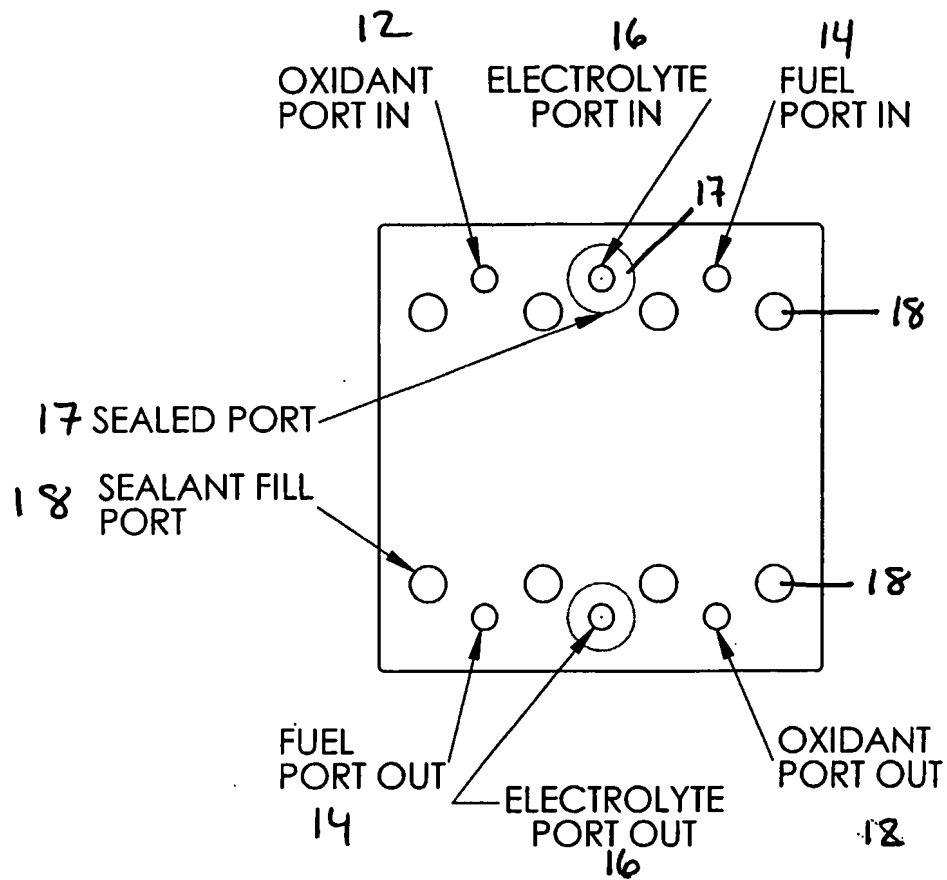 12
OXIDANT
PORT IN
16
ELECTROLYTE
PORT IN
14
FUEL
PORT IN
17
18
17 SEALED PORT
18 SEALANT FILL
PORT
18
FUEL
PORT OUT
14
ELECTROLYTE
PORT OUT
16
OXIDANT
PORT OUT
18